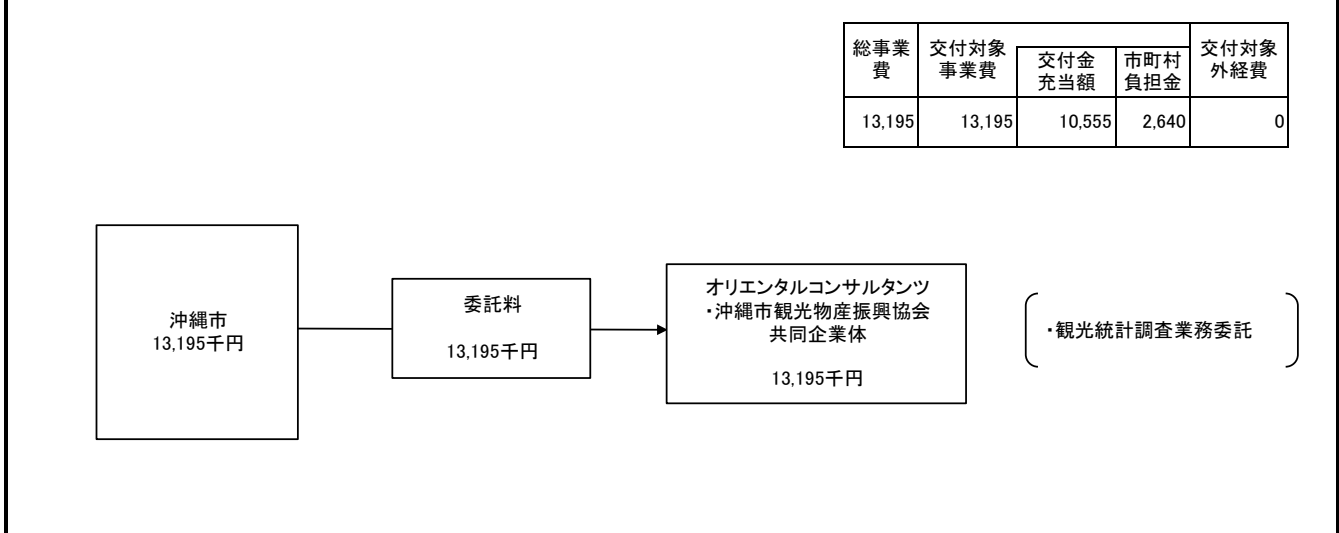 総事業費 交付対象事業費 交付金充当額 市町村負担金 交付対象外経費
13,195 13,195 10,555 2,640 0
沖縄市
13,195千円
委託料
13,195千円
オリエンタルコンサルタンツ
・沖縄市観光物産振興協会
共同企業体
13,195千円
・観光統計調査業務委託